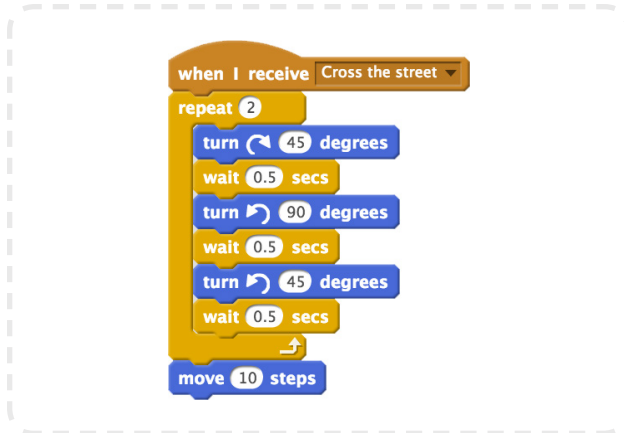 when I receive Cross the street
repeat 2
turn 45 degrees
wait 0.5 secs
turn 90 degrees
wait 0.5 secs
turn 45 degrees
wait 0.5 secs
move 10 steps